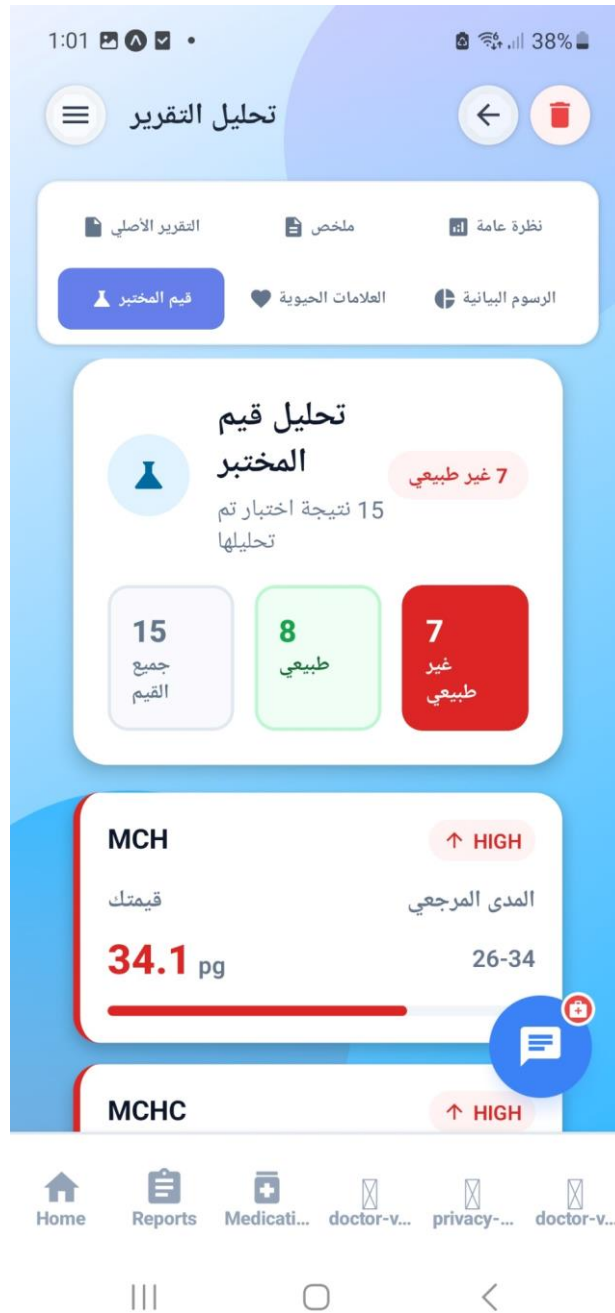 1:01
38%
تحليل التقرير
نظرة عامة
ملخص
التقرير الأصلي
الرسوم البيانية
العلامات الحيوية
قيم المختبر
تحليل قيم
المختبر
7 غير طبيعي
15 نتيجة اختبار تم
تحليلها
7
غير
طبيعي
8
طبيعي
15
جميع
القيم
MCH
HIGH
قيمتك
المدى المرجعي
34.1 pg
26-34
MCHC
HIGH
Home
Reports
Medicati...
doctor-v...
privacy-...
doctor-v...